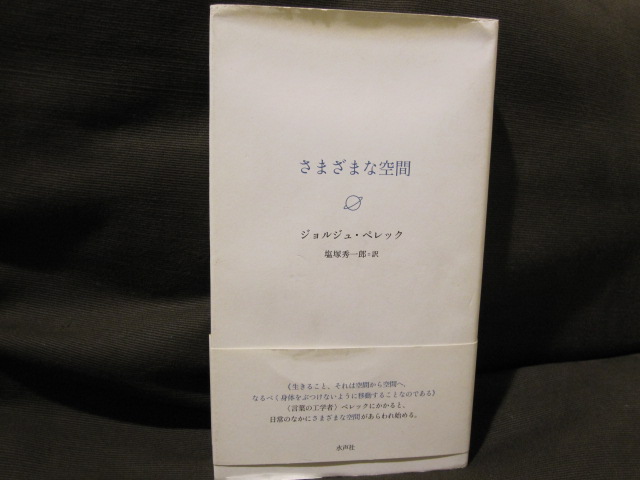 さまざまな空間
ジョルジュ・ペレック
塩塚秀一郎=訳
《生きること、それは空間から空間へ、
なるべく身体をぶつけないように移動することなのである》
〈言葉の工学者〉ペレックにかかると、
日常のなかにさまざまな空間があらわれ始める。
水声社